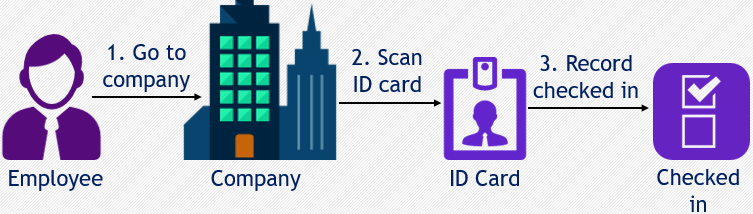 1. Go to
company
2. Scan
ID card
3. Record
checked in
Employee
Company
ID Card
Checked
in